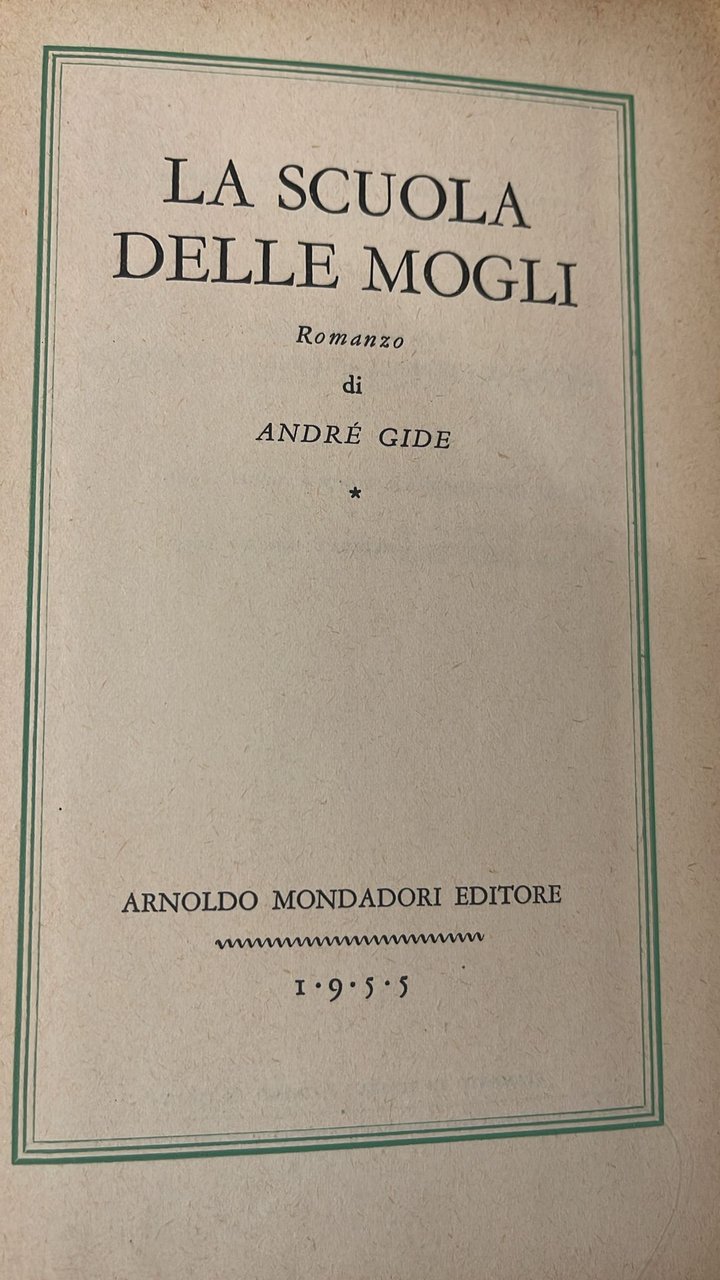 LA SCUOLA
DELLE MOGLI
Romanzo
di
ANDRÉ GIDE
*
ARNOLDO MONDADORI EDITORE
1·9·5·5